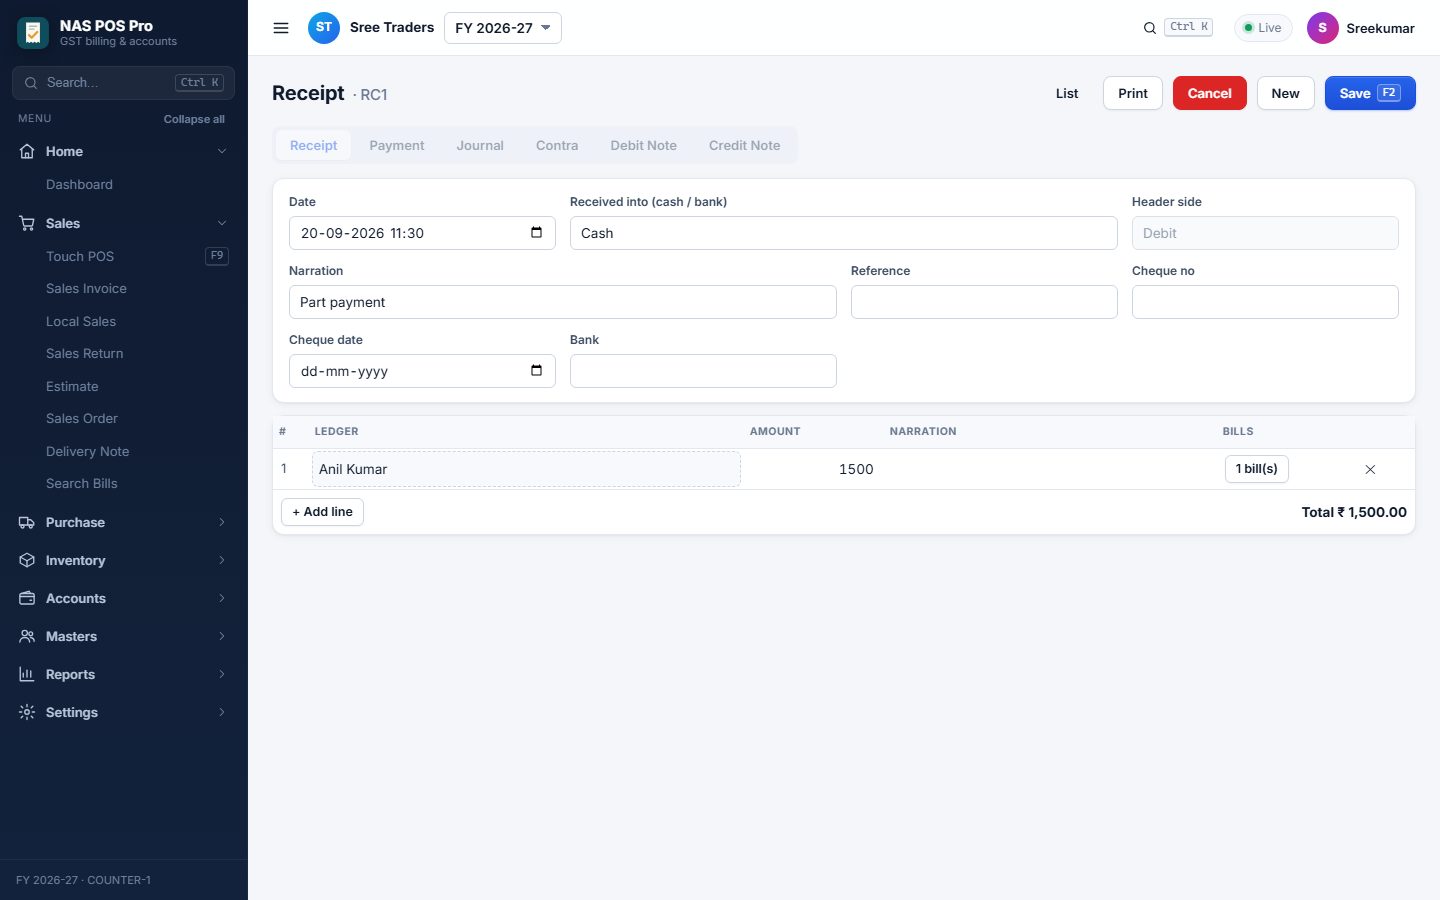 NAS POS Pro
GST billing & accounts
Search... Ctrl K
MENU Collapse all
Home
Dashboard
Sales
Touch POS F9
Sales Invoice
Local Sales
Sales Return
Estimate
Sales Order
Delivery Note
Search Bills
Purchase
Inventory
Accounts
Masters
Reports
Settings
FY 2026-27 · COUNTER-1
ST Sree Traders FY 2026-27 Ctrl K Live S Sreekumar
Receipt · RC1 List Print Cancel New Save F2
Receipt Payment Journal Contra Debit Note Credit Note
Date Received into (cash / bank) Header side
20-09-2026 11:30 Cash Debit
Narration Reference Cheque no
Part payment
Cheque date Bank
dd-mm-yyyy
# LEDGER AMOUNT NARRATION BILLS
1 Anil Kumar 1500 1 bill(s)
+ Add line Total ₹ 1,500.00